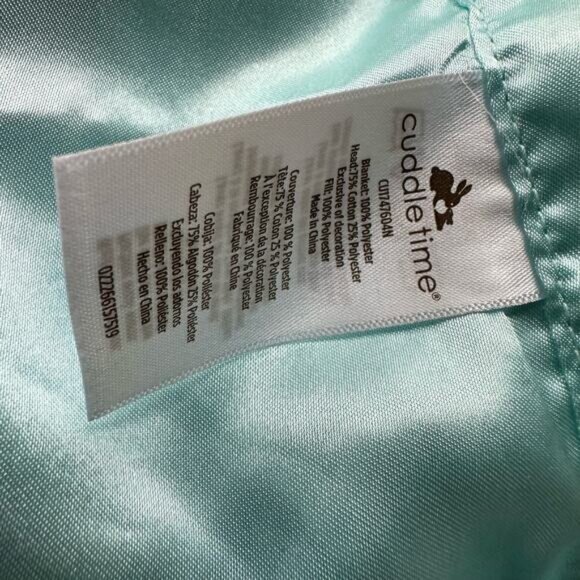 cuddle time®
CU1747604N
Blanket: 100% Polyester
Head: 75% Cotton 25% Polyester
Exclusive of decoration
Fill: 100% Polyester
Made in China
Couverture: 100 % Polyester
Tête: 75 % Coton 25 % Polyester
À l'exception de la décoration
Rembourrage: 100 % Polyester
Fabriqué en Chine
Cobija: 100% Poliéster
Cabeza: 75% Algodón 25% Poliéster
Excluyendo los adornos
Relleno: 100% Poliéster
Hecho en China
022266157519